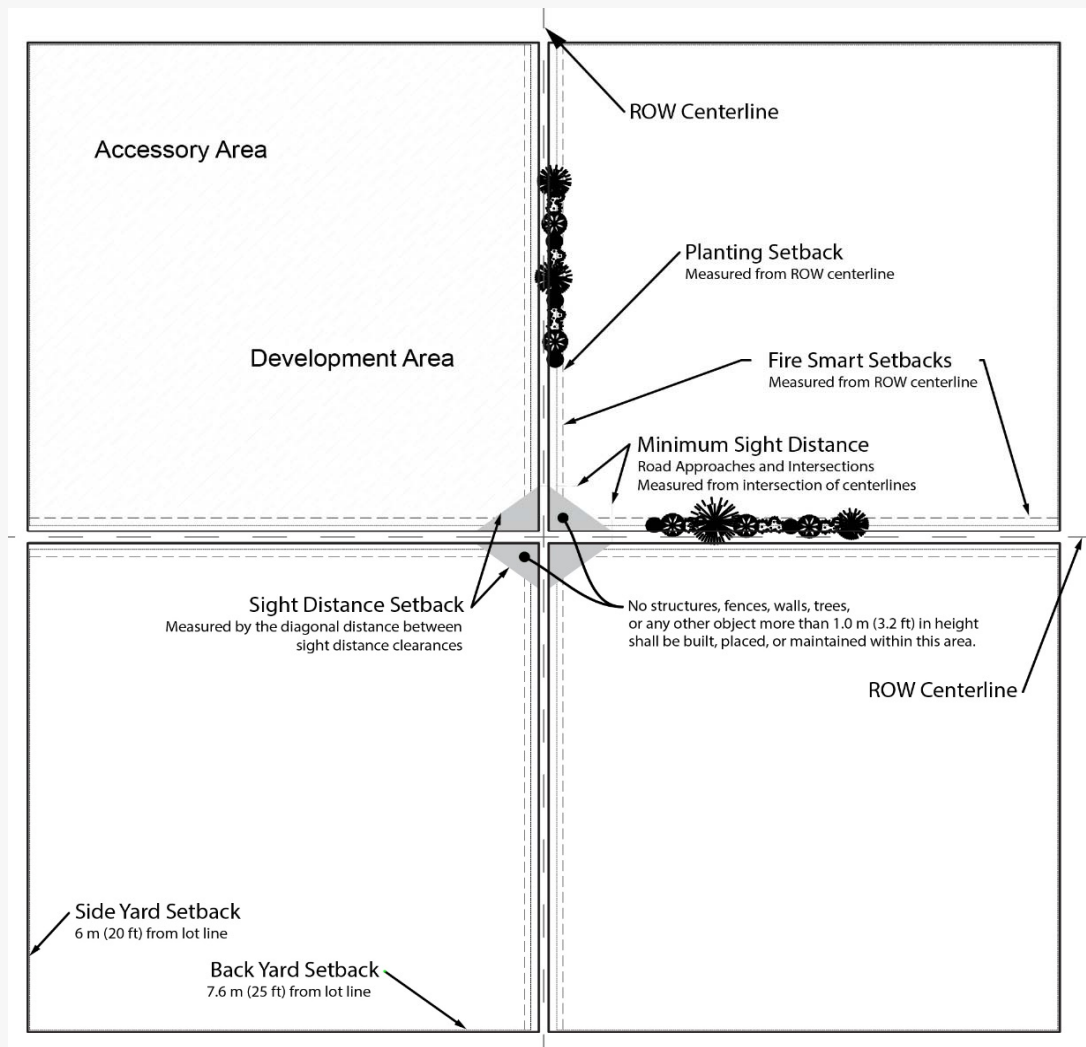 ROW Centerline
Accessory Area
Planting Setback
Measured from ROW centerline
Development Area
Fire Smart Setbacks
Measured from ROW centerline
Minimum Sight Distance
Road Approaches and Intersections
Measured from intersection of centerlines
Sight Distance Setback
Measured by the diagonal distance between
sight distance clearances
No structures, fences, walls, trees,
or any other object more than 1.0 m (3.2 ft) in height
shall be built, placed, or maintained within this area.
ROW Centerline
Side Yard Setback
6 m (20 ft) from lot line
Back Yard Setback
7.6 m (25 ft) from lot line